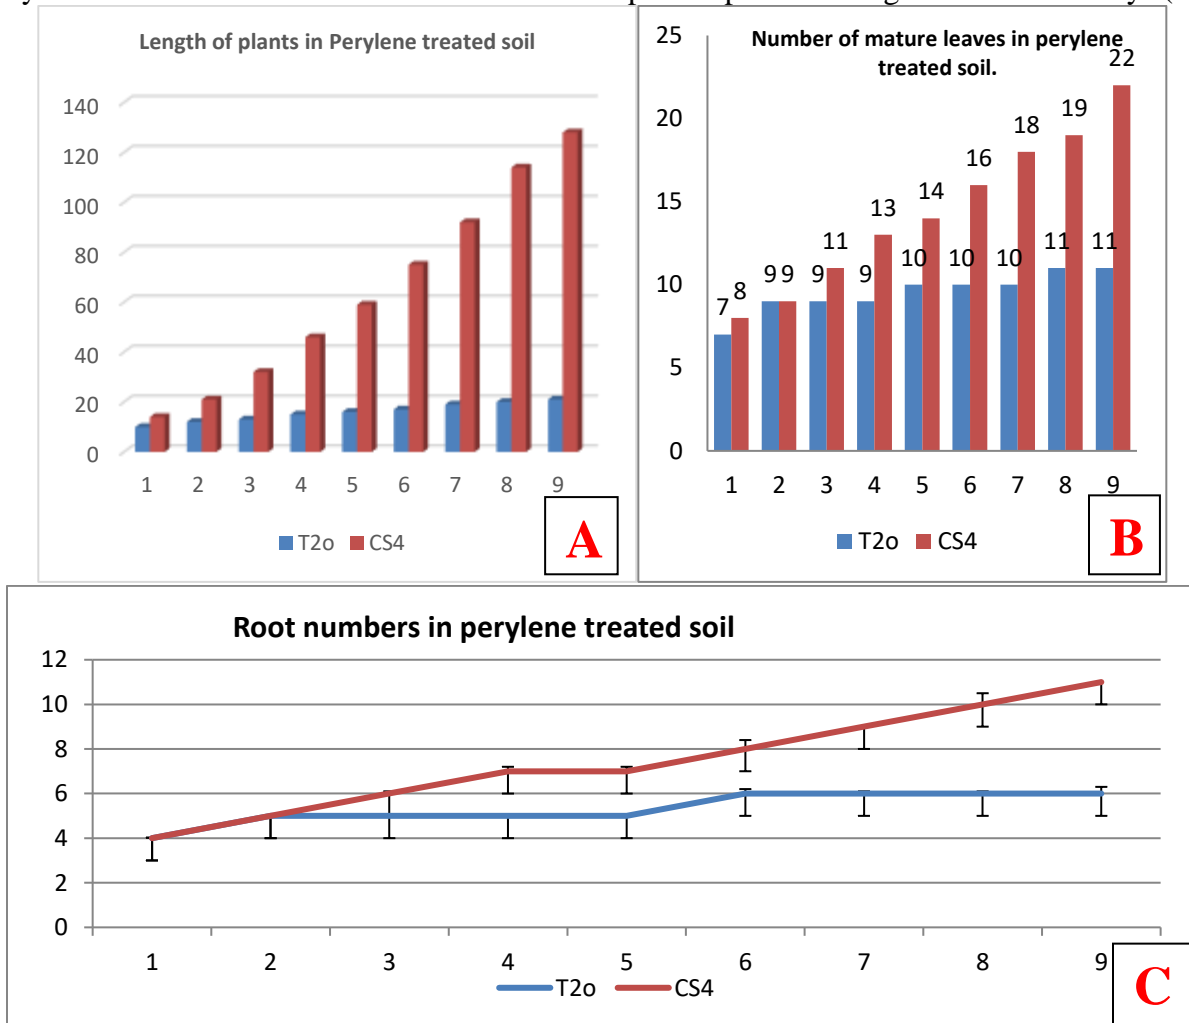 Length of plants in Perylene treated soil
140
120
100
80
60
40
20
0
1 2 3 4 5 6 7 8 9
T2o CS4
A
Number of mature leaves in perylene
treated soil.
25
20
15
10
5
0
7 8 9 9 9 11 9 13 10 14 10 16 10 18 11 19 11 22
1 2 3 4 5 6 7 8 9
T2o CS4
B
Root numbers in perylene treated soil
12
10
8
6
4
2
0
1 2 3 4 5 6 7 8 9
T2o CS4
C